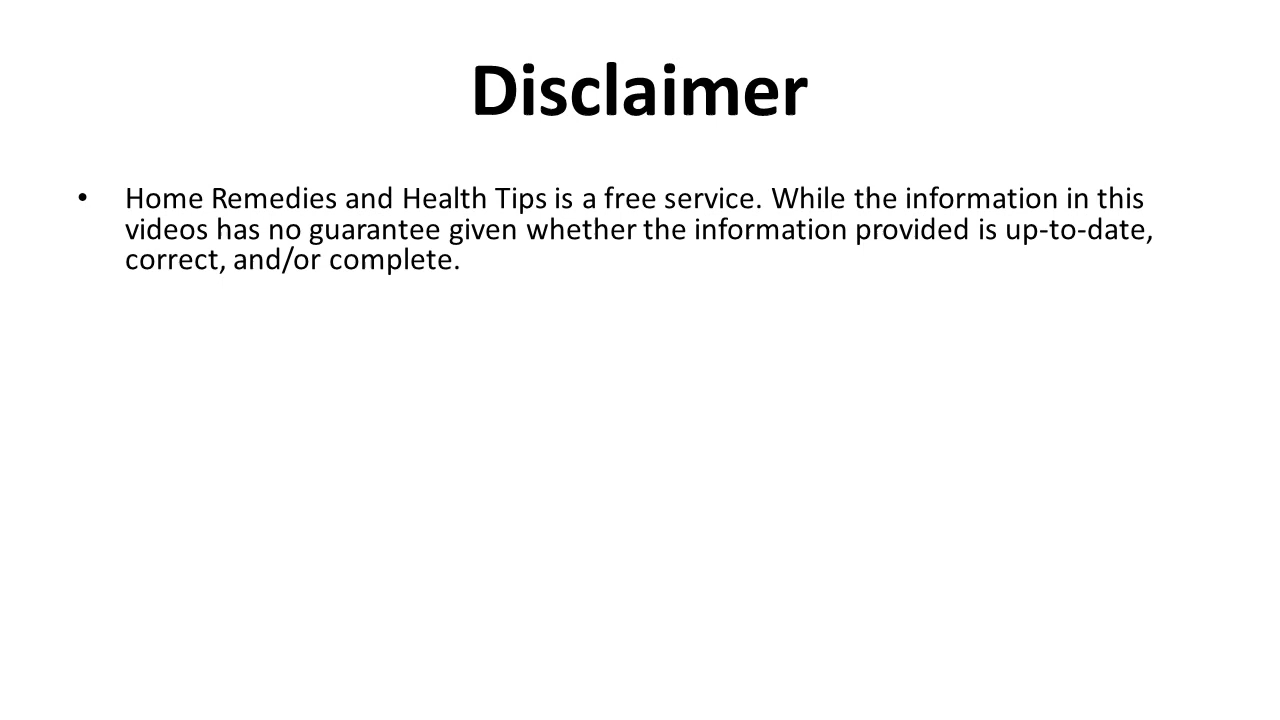 Disclaimer
• Home Remedies and Health Tips is a free service. While the information in this
videos has no guarantee given whether the information provided is up-to-date,
correct, and/or complete.